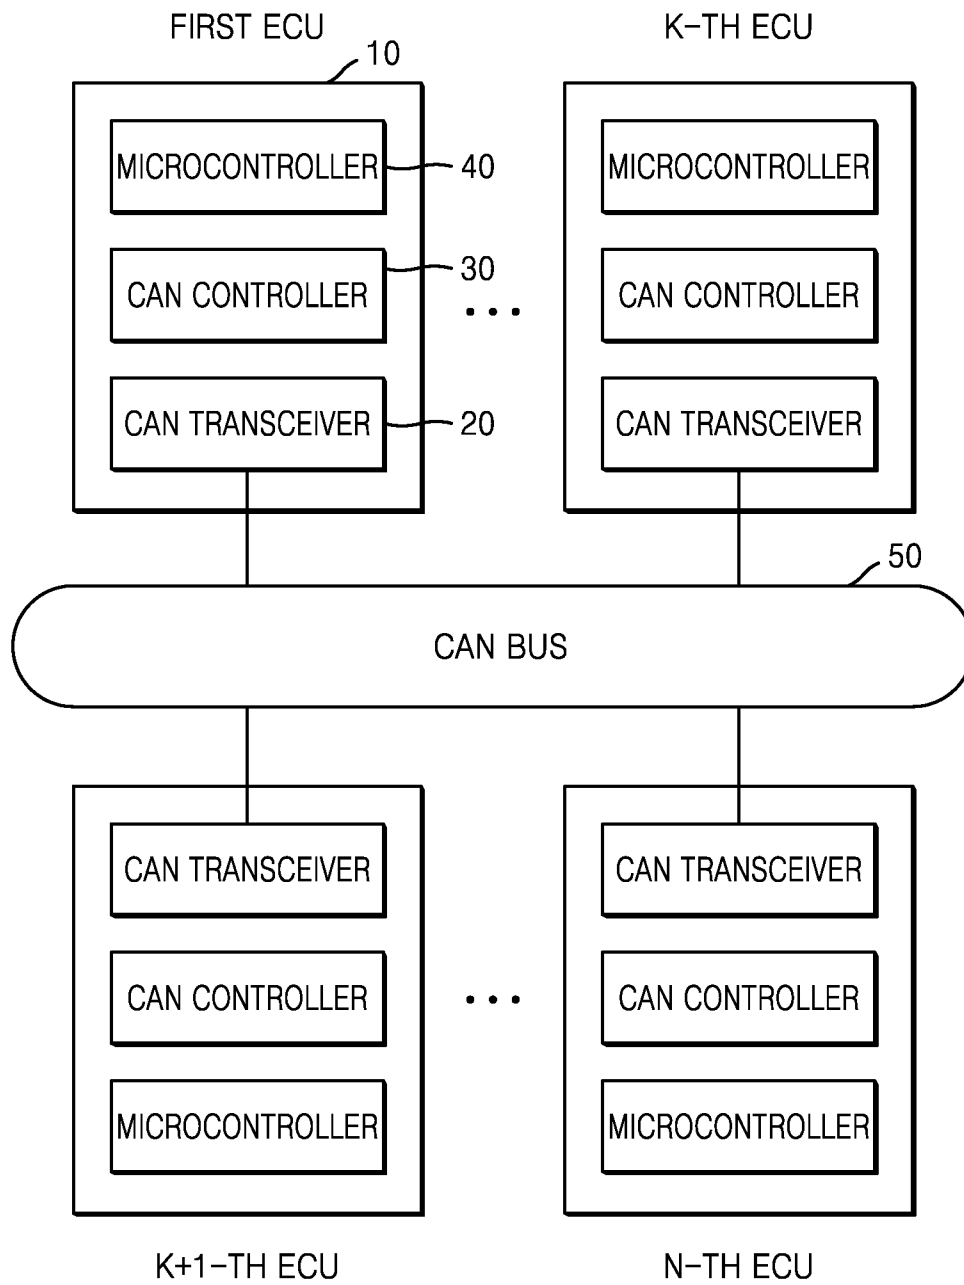 FIRST ECU
K-TH ECU
10
MICROCONTROLLER
40
MICROCONTROLLER
CAN CONTROLLER
30
CAN CONTROLLER
CAN TRANSCEIVER
20
CAN TRANSCEIVER
50
CAN BUS
CAN TRANSCEIVER
CAN TRANSCEIVER
CAN CONTROLLER
CAN CONTROLLER
MICROCONTROLLER
MICROCONTROLLER
K+1-TH ECU
N-TH ECU